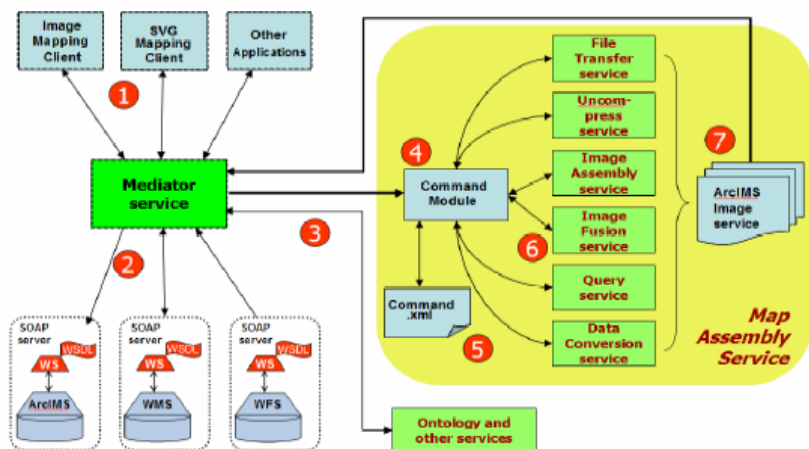 Image
Mapping
Client
SVG
Mapping
Client
Other
Applications
1
Mediator
service
2
3
SOAP
server
WSDL
WS
ArcIMS
SOAP
server
WSDL
WS
WMS
SOAP
server
WSDL
WS
WFS
4
Command
Module
Command
.xml
5
File
Transfer
service
Uncom-
press
service
Image
Assembly
service
6
Image
Fusion
service
Query
service
Data
Conversion
service
7
ArcIMS
Image
service
Map
Assembly
Service
Ontology and
other services